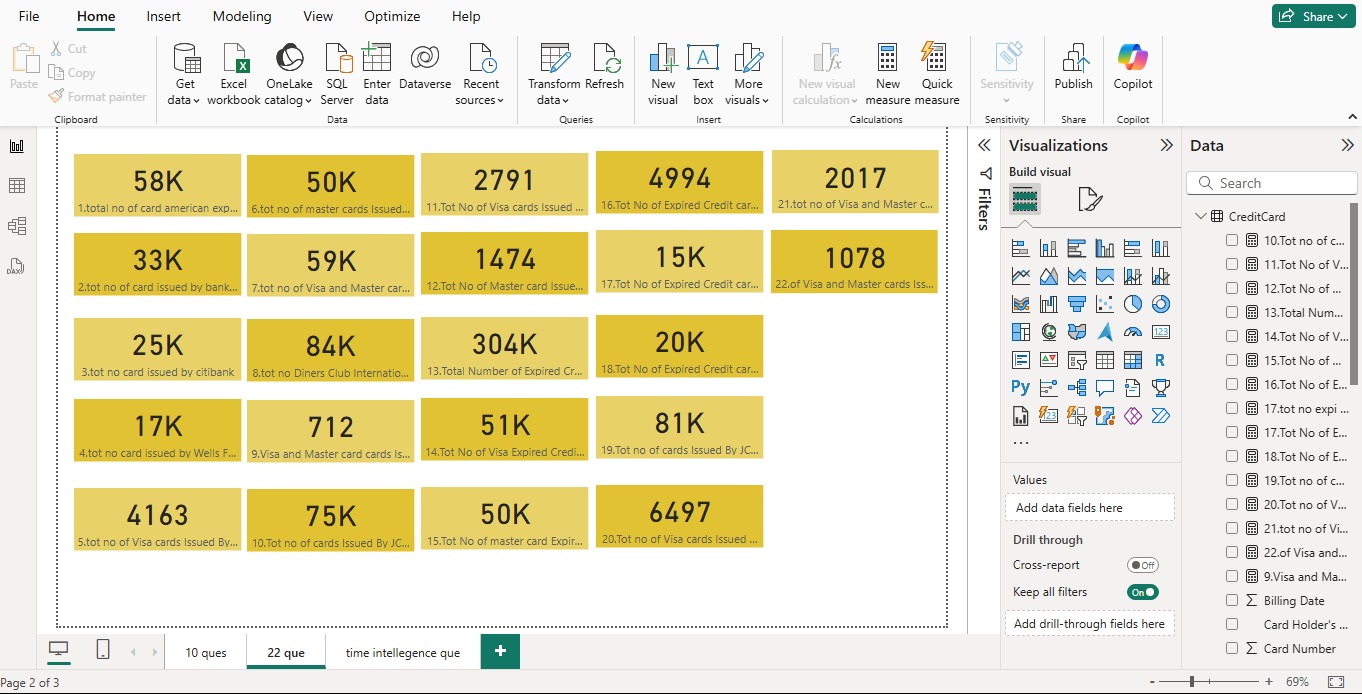 File Home Insert Modeling View Optimize Help
Share
Paste
Cut
Copy
Format painter
Clipboard
Get data
Excel workbook
OneLake catalog
SQL Server
Enter data
Dataverse
Recent sources
Data
Transform data
Refresh
Queries
New visual
Text box
More visuals
Insert
New visual calculation
New measure
Quick measure
Calculations
Sensitivity
Sensitivity
Publish
Share
Copilot
Copilot
58K
1.total no of card american exp...
50K
6.tot no of master cards Issued...
2791
11.Tot No of Visa cards Issued ...
4994
16.Tot No of Expired Credit car...
2017
21.tot no of Visa and Master c...
33K
2.tot no of card issued by bank...
59K
7.tot no of Visa and Master car...
1474
12.Tot No of Master card Issue...
15K
17.Tot No of Expired Credit car...
1078
22.of Visa and Master cards Iss...
25K
3.tot no card issued by citibank
84K
8.tot no Diners Club Internatio...
304K
13.Total Number of Expired Cr...
20K
18.Tot No of Expired Credit car...
17K
4.tot no card issued by Wells F...
712
9.Visa and Master card cards Is...
51K
14.Tot No of Visa Expired Credi...
81K
19.Tot no of cards Issued By JC...
4163
5.tot no of Visa cards Issued By...
75K
10.Tot no of cards Issued By JC...
50K
15.Tot No of master card Expir...
6497
20.Tot no of Visa cards Issued ...
Filters
Visualizations
Build visual
123
R
Py
123
...
Values
Add data fields here
Drill through
Cross-report
Off
Keep all filters
On
Add drill-through fields here
Data
Search
CreditCard
10.Tot no of c...
11.Tot No of V...
12.Tot No of ...
13.Total Num...
14.Tot No of V...
15.Tot No of ...
16.Tot No of E...
17.tot no expi ...
17.Tot No of E...
18.Tot No of E...
19.Tot no of c...
20.Tot no of V...
21.tot no of Vi...
22.of Visa and...
9.Visa and Ma...
Billing Date
Card Holder's ...
Card Number
10 ques
22 que
time intellegence que
+
Page 2 of 3
- + 69%